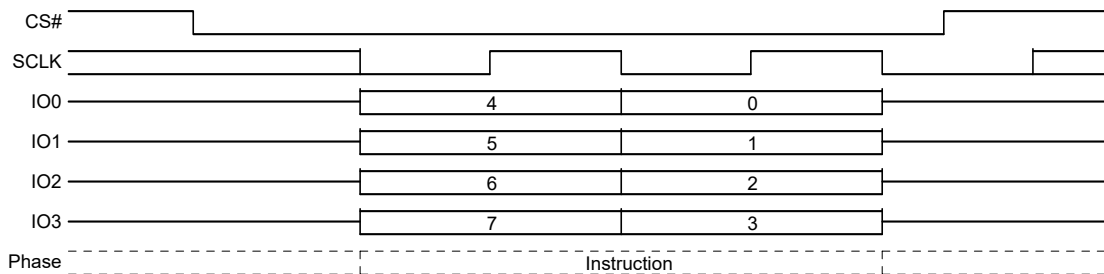 CS#
SCLK
IO0 4 0
IO1 5 1
IO2 6 2
IO3 7 3
Phase Instruction